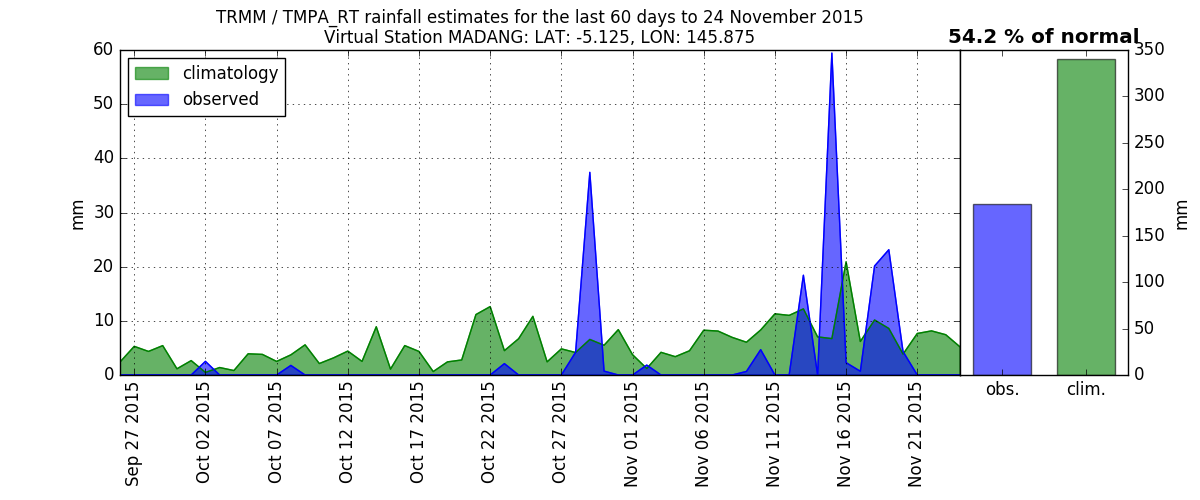 TRMM / TMPA_RT rainfall estimates for the last 60 days to 24 November 2015
Virtual Station MADANG: LAT: -5.125, LON: 145.875
54.2 % of normal
climatology
observed
60
50
40
30
20
10
0
mm
Sep 27 2015
Oct 02 2015
Oct 07 2015
Oct 12 2015
Oct 17 2015
Oct 22 2015
Oct 27 2015
Nov 01 2015
Nov 06 2015
Nov 11 2015
Nov 16 2015
Nov 21 2015
obs.
clim.
350
300
250
200
150
100
50
0
mm